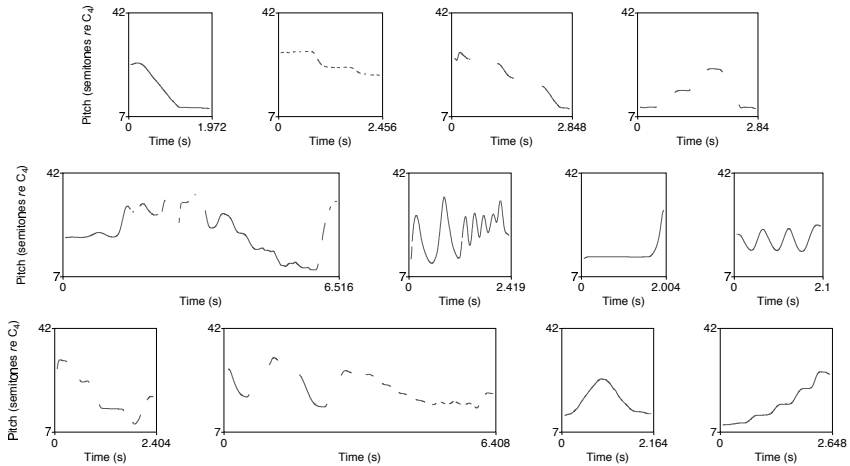 Pitch (semitones re C4)
42 42 42 42
7 7 7 7
0 1.972 0 2.456 0 2.848 0 2.84
Time (s) Time (s) Time (s) Time (s)
Pitch (semitones re C4)
42 42 42 42
7 7 7 7
0 6.516 0 2.419 0 2.004 0 2.1
Time (s) Time (s) Time (s) Time (s)
Pitch (semitones re C4)
42 42 42 42
7 7 7 7
0 2.404 0 6.408 0 2.164 0 2.648
Time (s) Time (s) Time (s) Time (s)